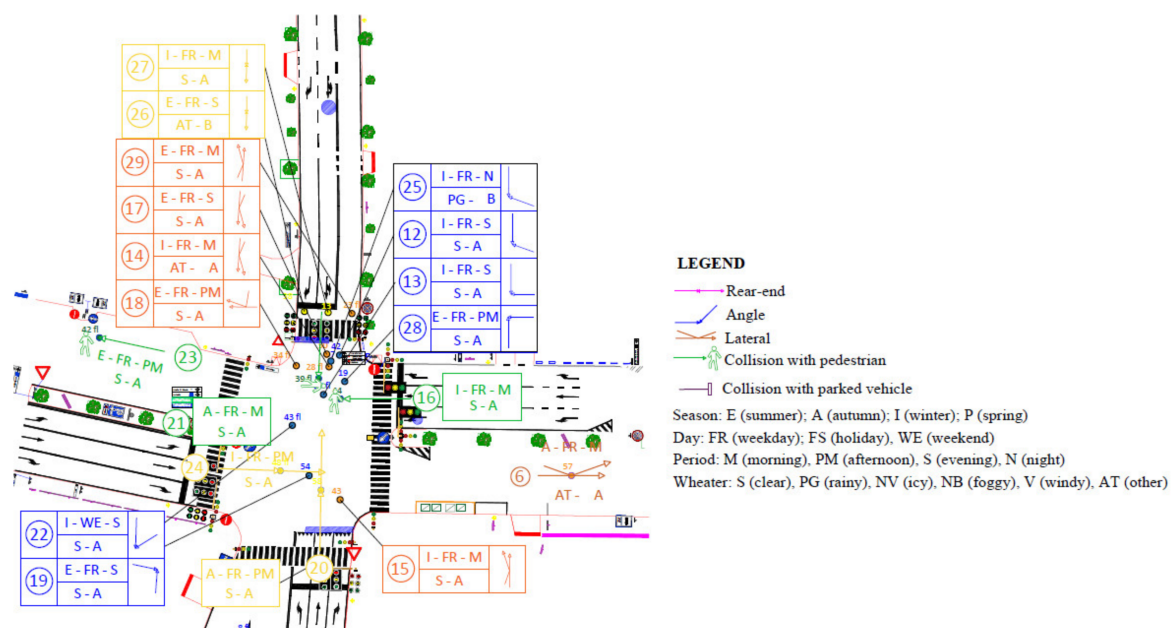 27
I - FR - M
S - A
26
E - FR - S
AT - B
29
E - FR - M
S - A
17
E - FR - S
S - A
14
I - FR - M
AT - A
18
E - FR - PM
S - A
25
I - FR - N
PG - B
12
I - FR - S
S - A
13
I - FR - S
S - A
28
E - FR - PM
S - A
42 fl
E - FR - PM
S - A
23
42
19
28
39 fl
16
I - FR - M
S - A
21
A - FR - M
S - A
43 fl
24
I - FR - PM
S - A
54
43
6
A - FR - M
57
AT - A
22
I - WE - S
S - A
19
E - FR - S
S - A
A - FR - PM
S - A
20
15
I - FR - M
S - A
LEGEND
Rear-end
Angle
Lateral
Collision with pedestrian
Collision with parked vehicle
Season: E (summer); A (autumn); I (winter); P (spring)
Day: FR (weekday); FS (holiday), WE (weekend)
Period: M (morning), PM (afternoon), S (evening), N (night)
Wheater: S (clear), PG (rainy), NV (icy), NB (foggy), V (windy), AT (other)